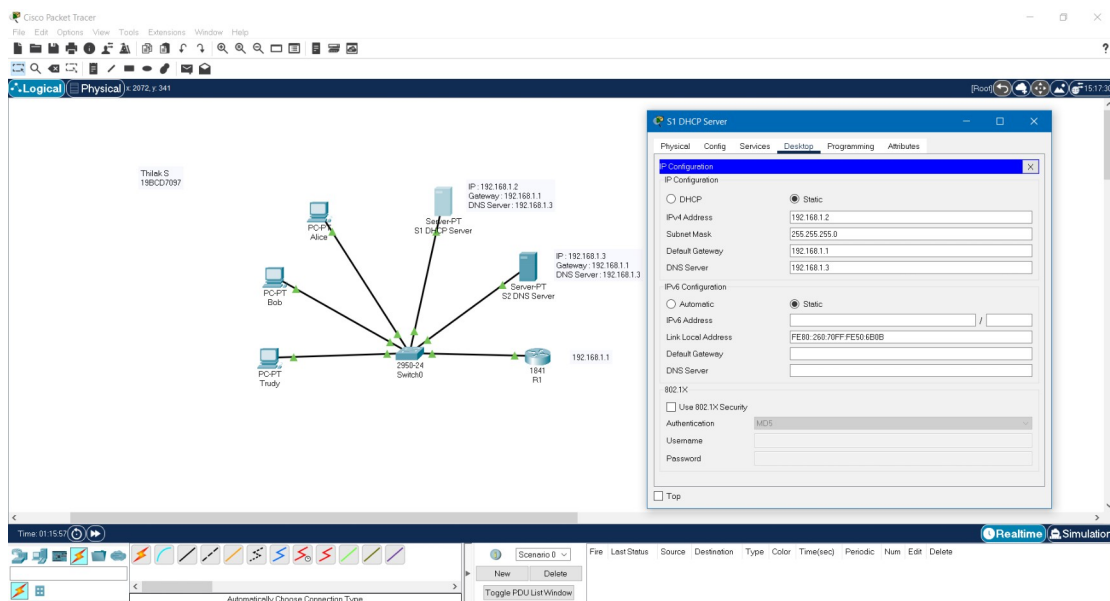 Cisco Packet Tracer
File Edit Options View Tools Extensions Window Help
?
Logical Physical x: 2072, y: 341
[Root] 15:17:30
Thilak S
19BCD7097
PC-PT
Alice
IP : 192.168.1.2
Gateway : 192.168.1.1
DNS Server : 192.168.1.3
Server-PT
S1 DHCP Server
IP : 192.168.1.3
Gateway : 192.168.1.1
DNS Server : 192.168.1.3
Server-PT
S2 DNS Server
PC-PT
Bob
PC-PT
Trudy
2950-24
Switch0
1841
R1
192.168.1.1
S1 DHCP Server
Physical Config Services Desktop Programming Attributes
IP Configuration X
IP Configuration
DHCP Static
IPv4 Address 192.168.1.2
Subnet Mask 255.255.255.0
Default Gateway 192.168.1.1
DNS Server 192.168.1.3
IPv6 Configuration
Automatic Static
IPv6 Address /
Link Local Address FE80::260:70FF:FE50:6B0B
Default Gateway
DNS Server
802.1X
Use 802.1X Security
Authentication MD5
Username
Password
Top
Time: 01:15:57 Realtime Simulation
Scenario 0
New Delete
Toggle PDU List Window
Fire Last Status Source Destination Type Color Time(sec) Periodic Num Edit Delete
Automatically Choose Connection Type